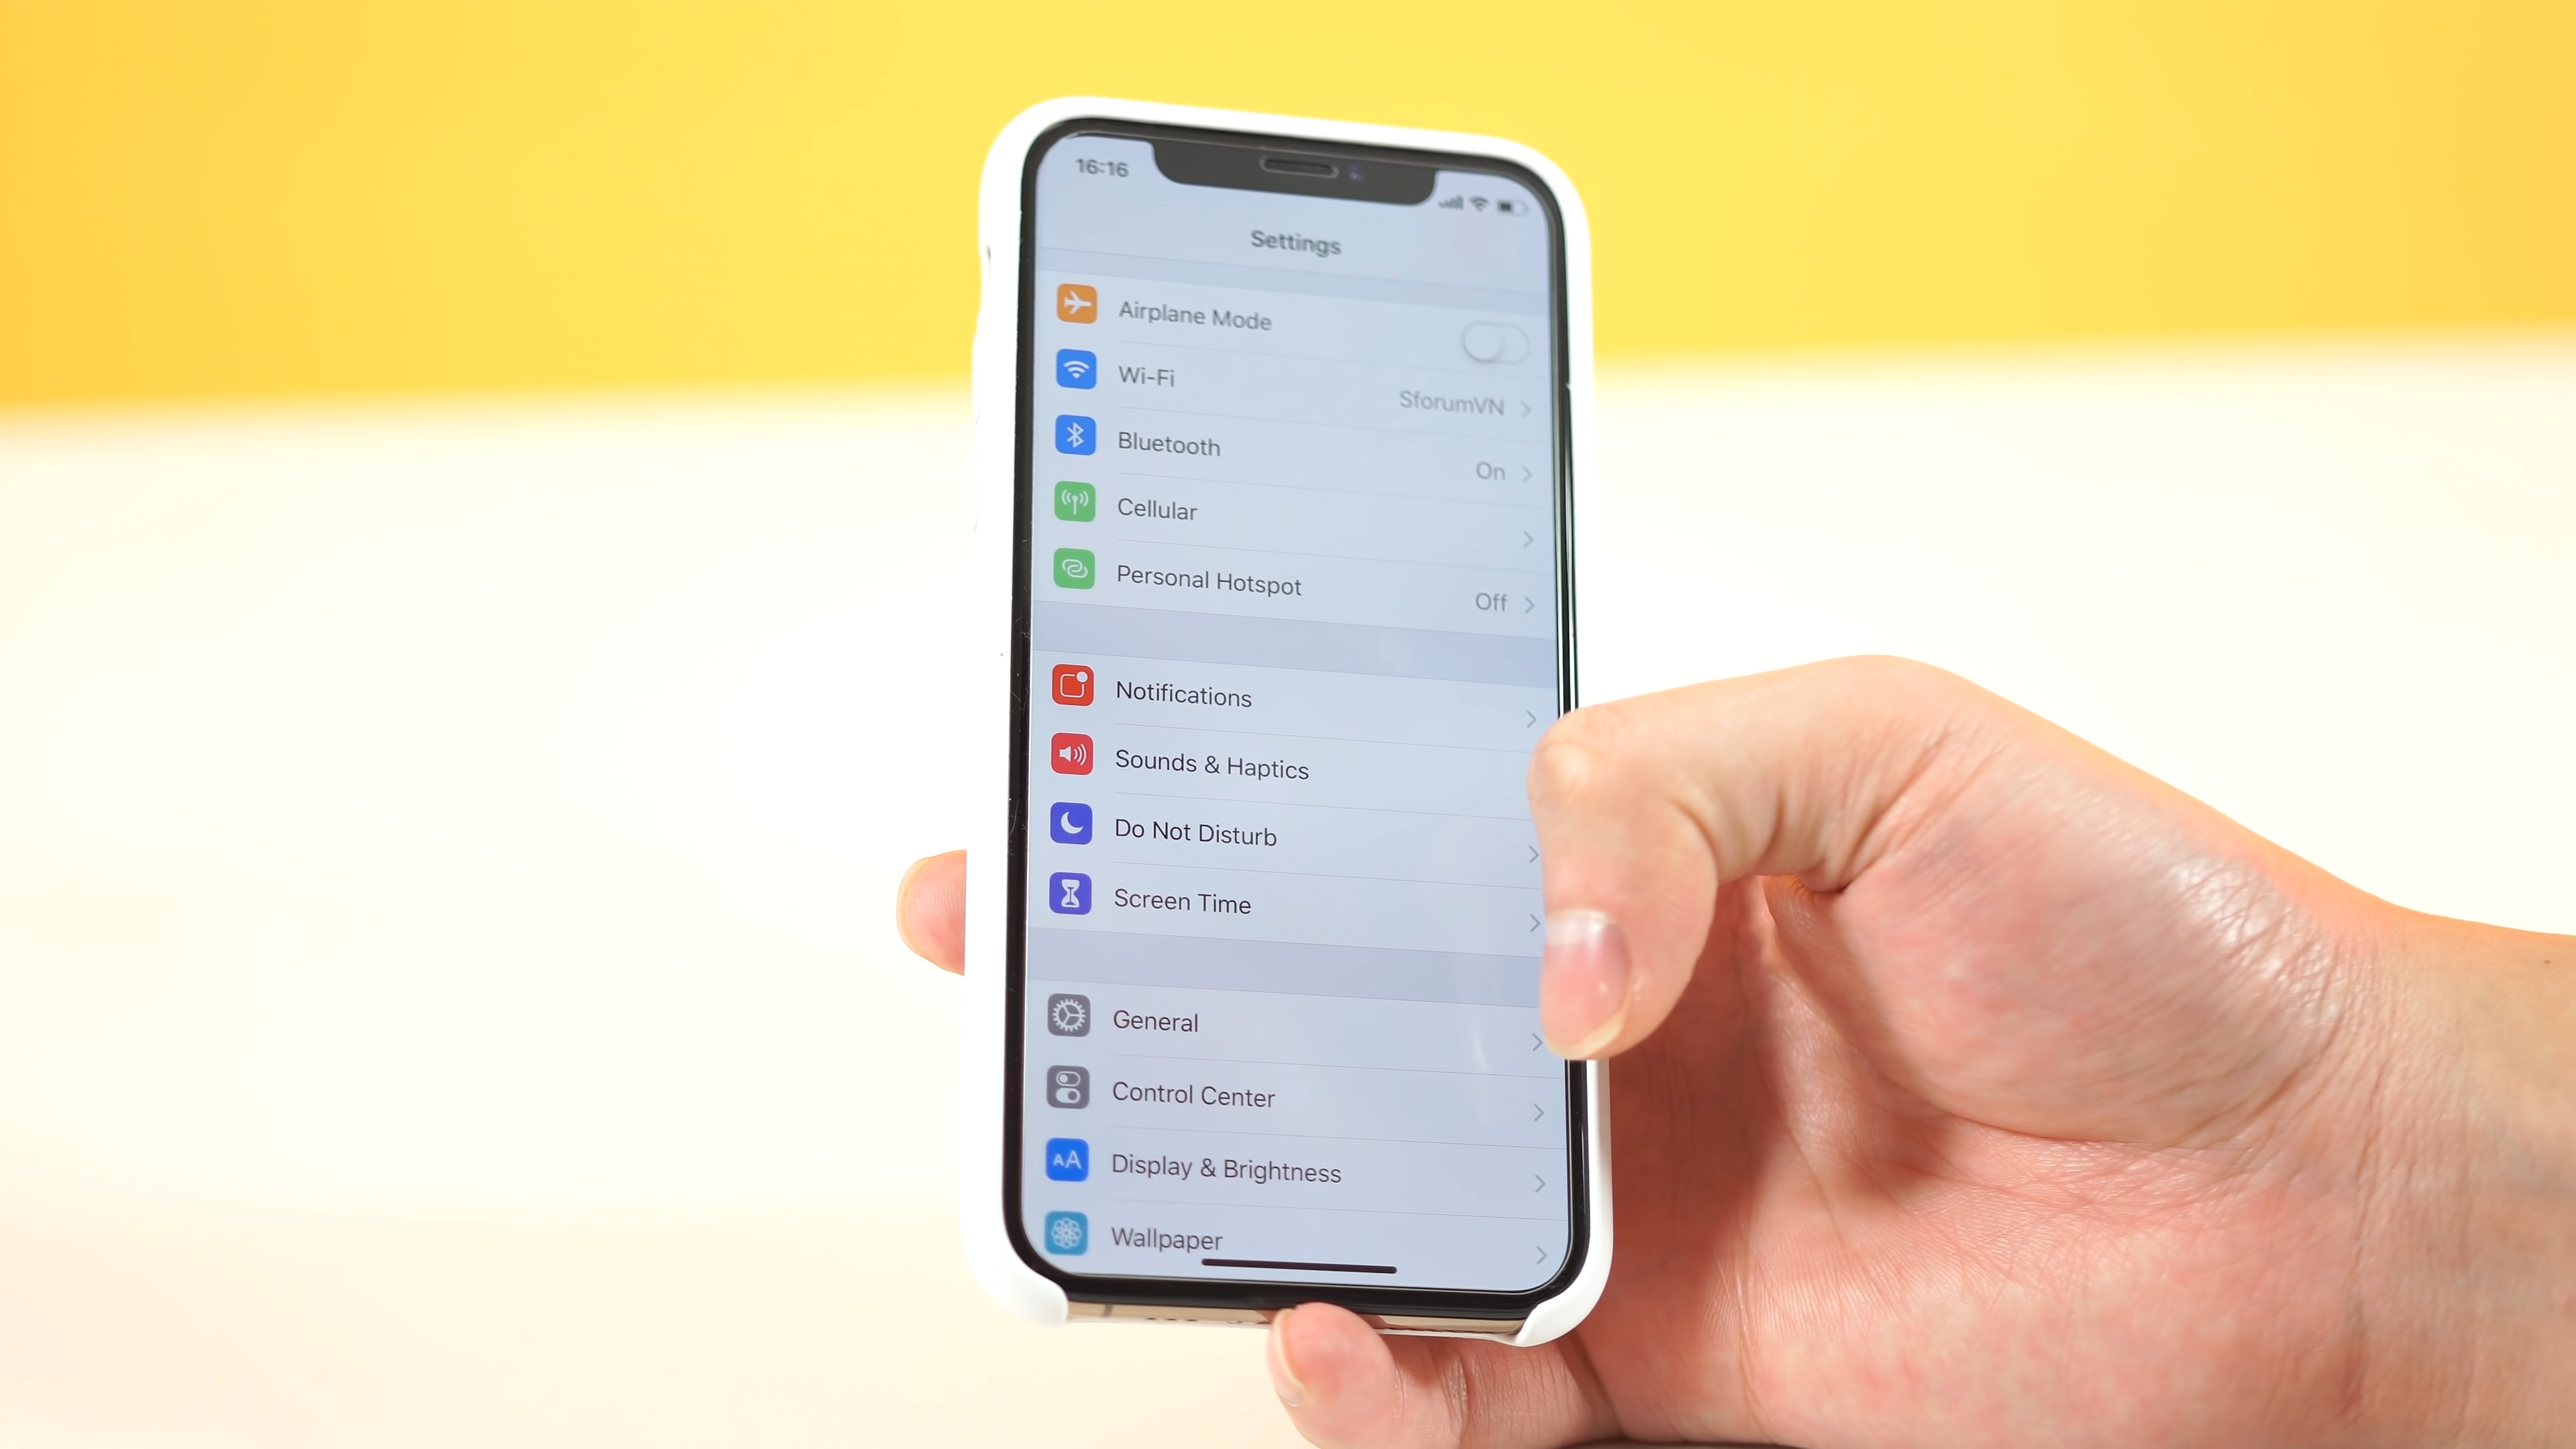 16:16
Settings
Airplane Mode
Wi-Fi SforumVN
Bluetooth On
Cellular
Personal Hotspot Off
Notifications
Sounds & Haptics
Do Not Disturb
Screen Time
General
Control Center
AA Display & Brightness
Wallpaper